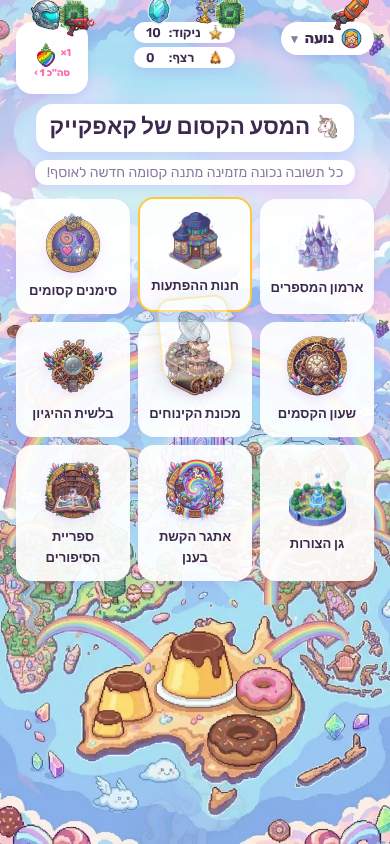 נועה ▼
ניקוד: 10
רצף: 0
×1
סה"כ 1 ›
המסע הקסום של קאפקייק
כל תשובה נכונה מזמינה מתנה קסומה חדשה לאוסף!
ארמון המספרים
חנות ההפתעות
סימנים קסומים
שעון הקסמים
מכונת הקינוחים
בלשית ההיגיון
גן הצורות
אתגר הקשת
בענן
ספריית
הסיפורים